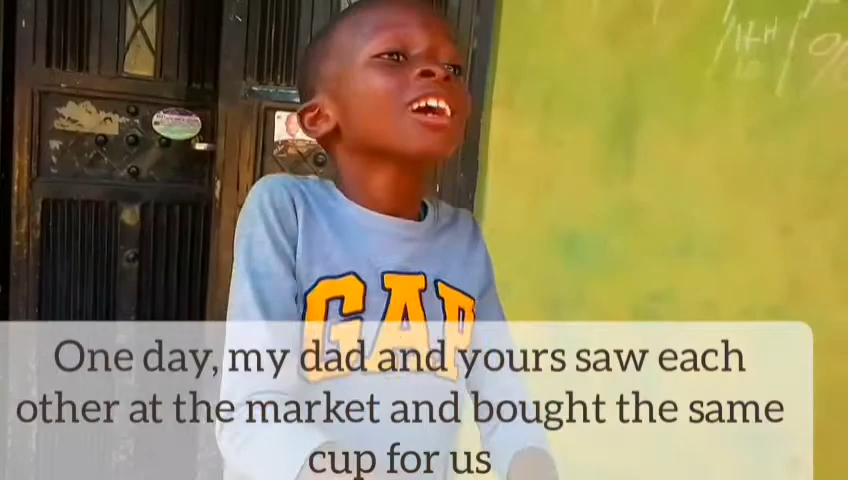 GAP
One day, my dad and yours saw each
other at the market and bought the same
cup for us